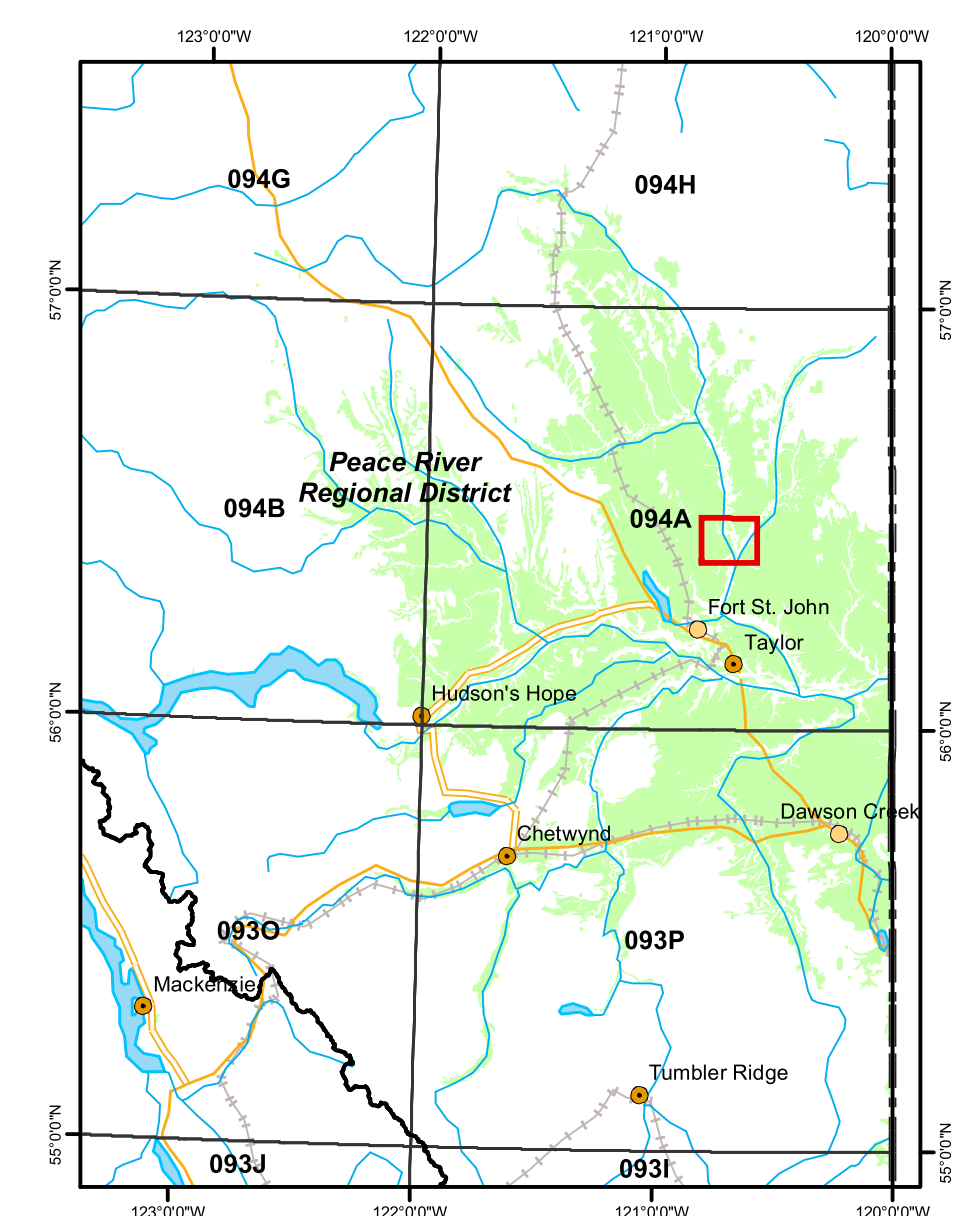 123°0'0"W
122°0'0"W
121°0'0"W
120°0'0"W
094G
094H
57°0'0"N
57°0'0"N
Peace River
Regional District
094B
094A
Fort St. John
Taylor
Hudson's Hope
56°0'0"N
56°0'0"N
Dawson Creek
Chetwynd
093O
093P
Mackenzie
Tumbler Ridge
55°0'0"N
55°0'0"N
093J
093I
123°0'0"W
122°0'0"W
121°0'0"W
120°0'0"W